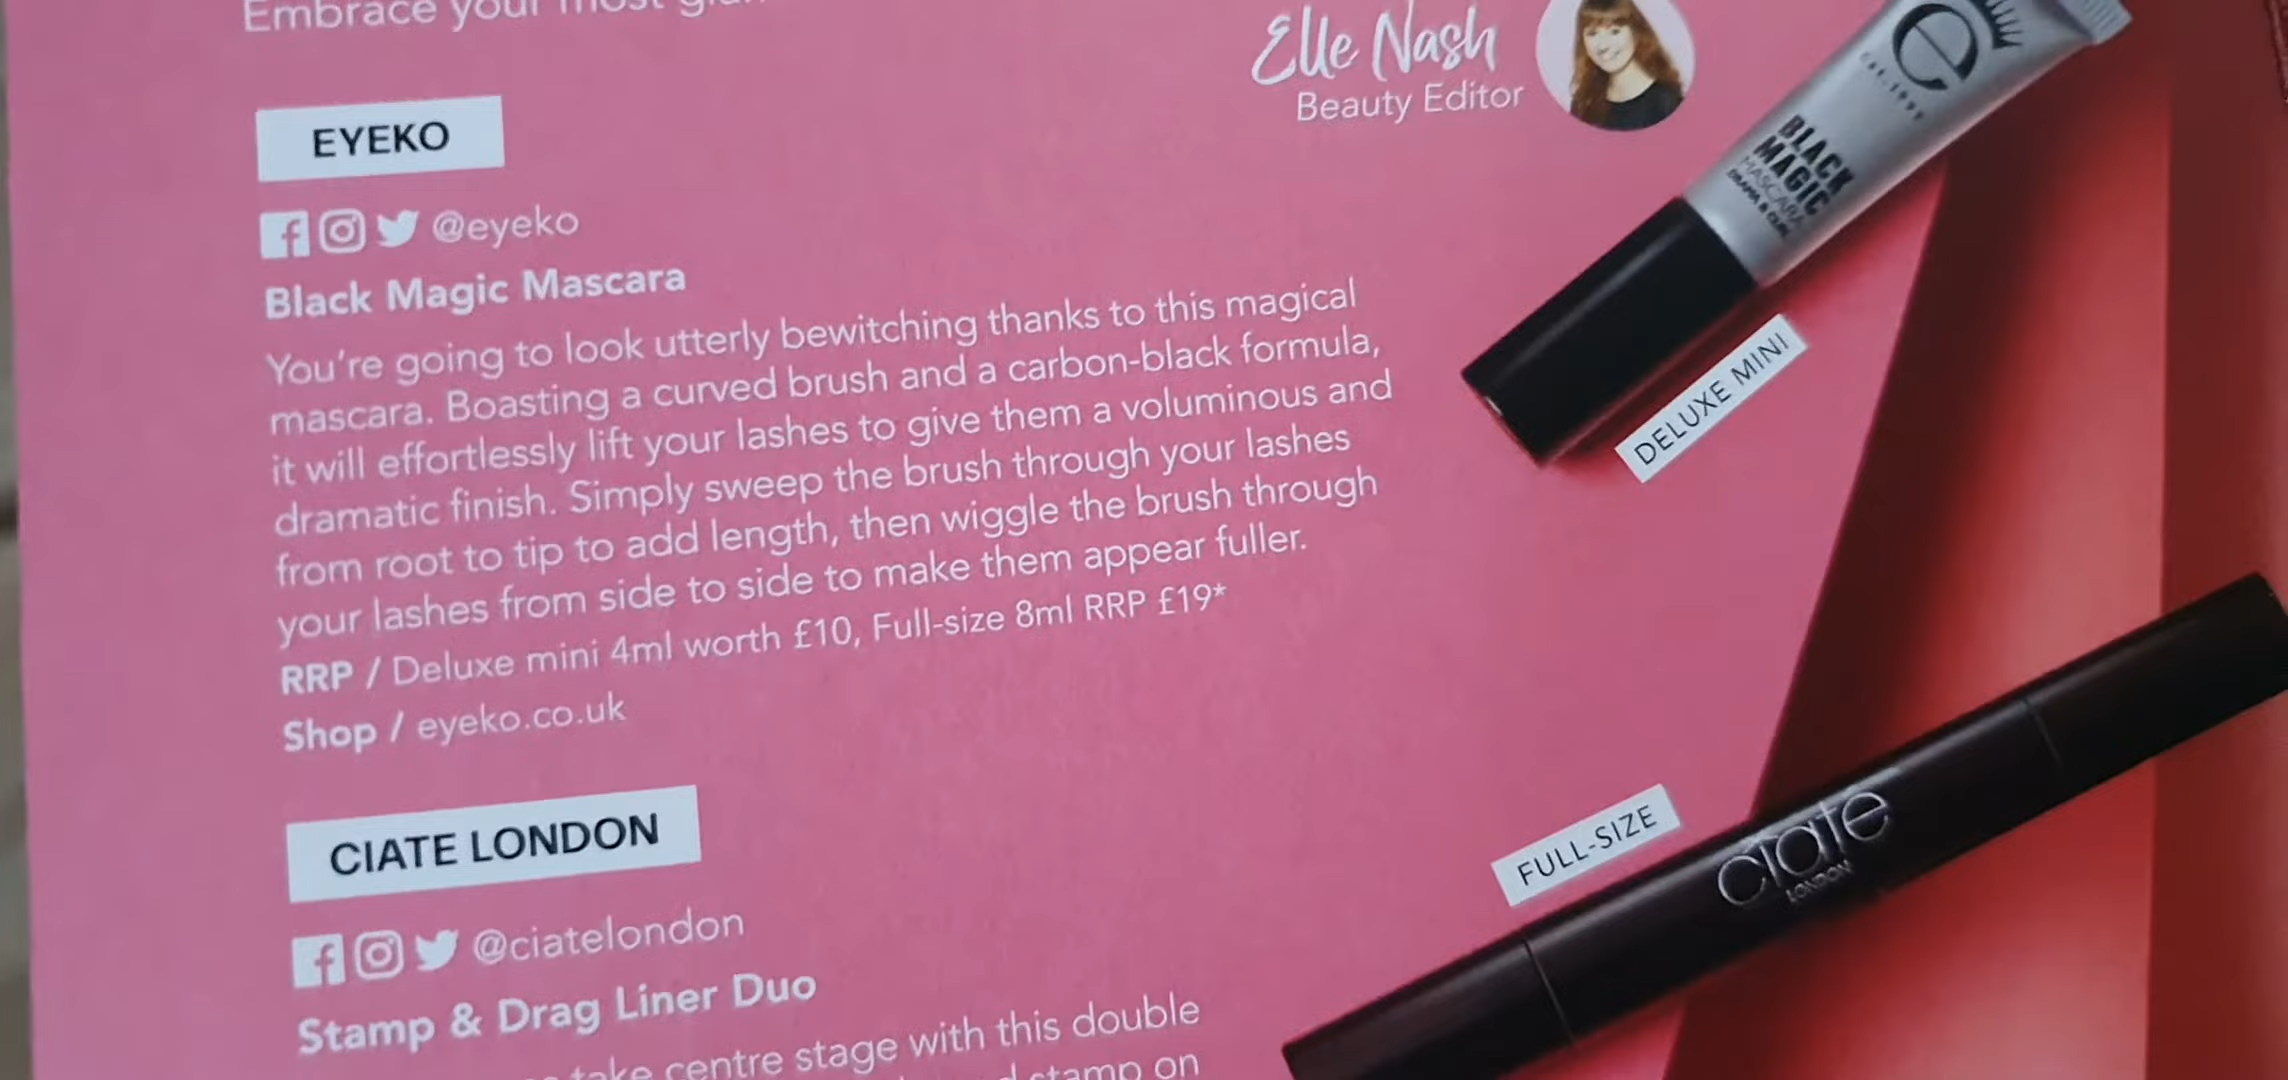 Embrace your most
Elle Nash
Beauty Editor
EYEKO
@eyeko
Black Magic Mascara
You're going to look utterly bewitching thanks to this magical
mascara. Boasting a curved brush and a carbon-black formula,
it will effortlessly lift your lashes to give them a voluminous and
dramatic finish. Simply sweep the brush through your lashes
from root to tip to add length, then wiggle the brush through
your lashes from side to side to make them appear fuller.
RRP / Deluxe mini 4ml worth £10, Full-size 8ml RRP £19*
Shop / eyeko.co.uk
e
BLACK
MAGIC
MASCARA
DELUXE MINI
CIATE LONDON
@ciatelondon
Stamp & Drag Liner Duo
take centre stage with this double
stamp on
FULL-SIZE
ciaté
LONDON